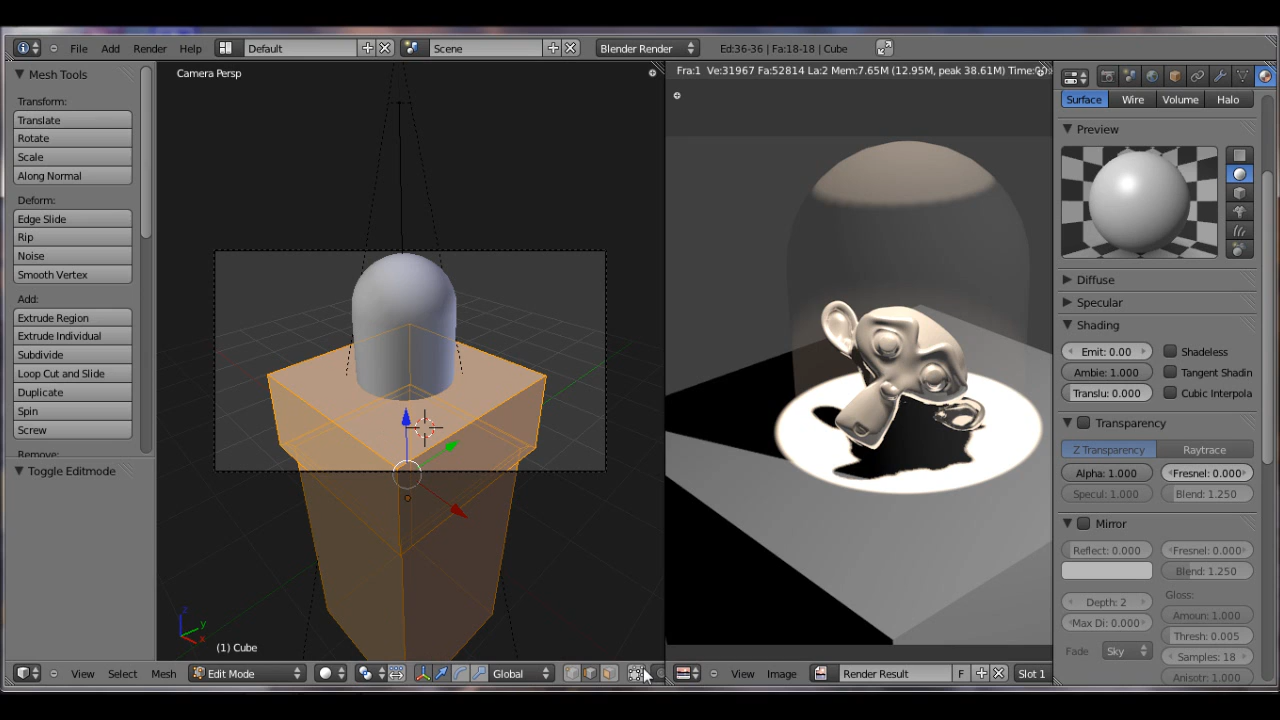 File Add Render Help Default Scene Blender Render Ed:36-36 | Fa:18-18 | Cube
Mesh Tools
Transform:
Translate
Rotate
Scale
Along Normal
Deform:
Edge Slide
Rip
Noise
Smooth Vertex
Add:
Extrude Region
Extrude Individual
Subdivide
Loop Cut and Slide
Duplicate
Spin
Screw
Remove:
Toggle Editmode
Camera Persp
z
y
x
(1) Cube
View Select Mesh Edit Mode Global
Fra:1 Ve:31967 Fa:52814 La:2 Mem:7.65M (12.95M, peak 38.61M)
View Image Render Result F Slot 1
Surface Wire Volume Halo
Preview
Diffuse
Specular
Shading
Emit: 0.00 Shadeless
Ambie: 1.000 Tangent Shadin
Translu: 0.000 Cubic Interpola
Transparency
Z Transparency Raytrace
Alpha: 1.000 Fresnel: 0.000
Specul: 1.000 Blend: 1.250
Mirror
Reflect: 0.000 Fresnel: 0.000
Blend: 1.250
Gloss:
Depth: 2 Amoun: 1.000
Max Di: 0.000 Thresh: 0.005
Fade Sky Samples: 18
Anisotr: 1.000